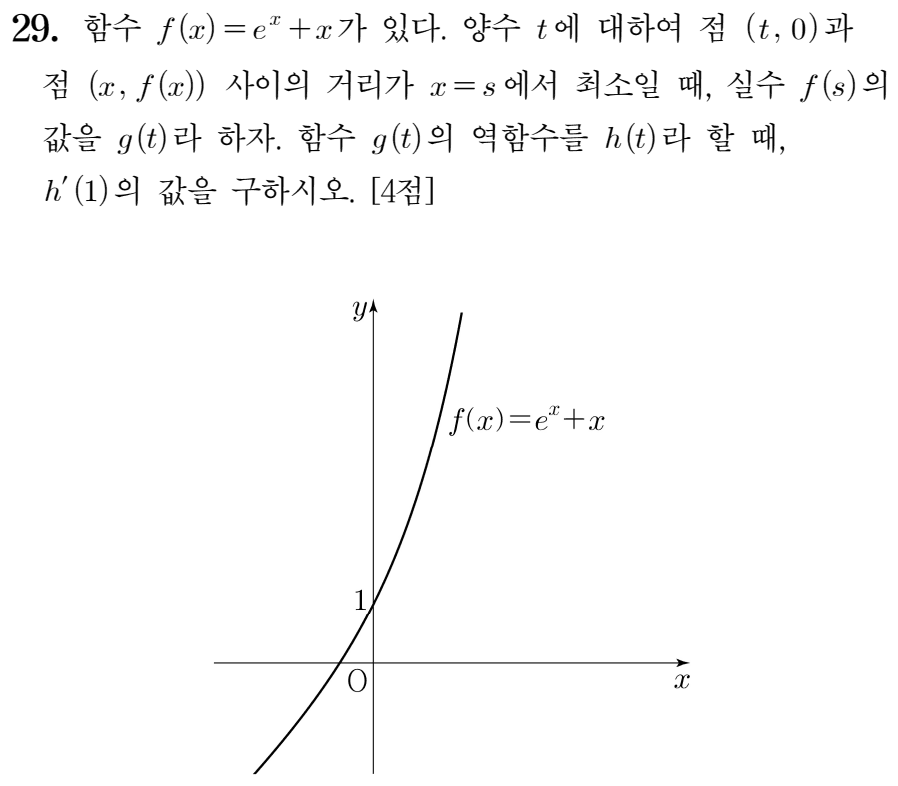 29. 함수 f(x)=e^x+x가 있다. 양수 t에 대하여 점 (t, 0)과
점 (x, f(x)) 사이의 거리가 x=s에서 최소일 때, 실수 f(s)의
값을 g(t)라 하자. 함수 g(t)의 역함수를 h(t)라 할 때,
h′(1)의 값을 구하시오. [4점]
y
f(x)=e^x+x
1
O
x